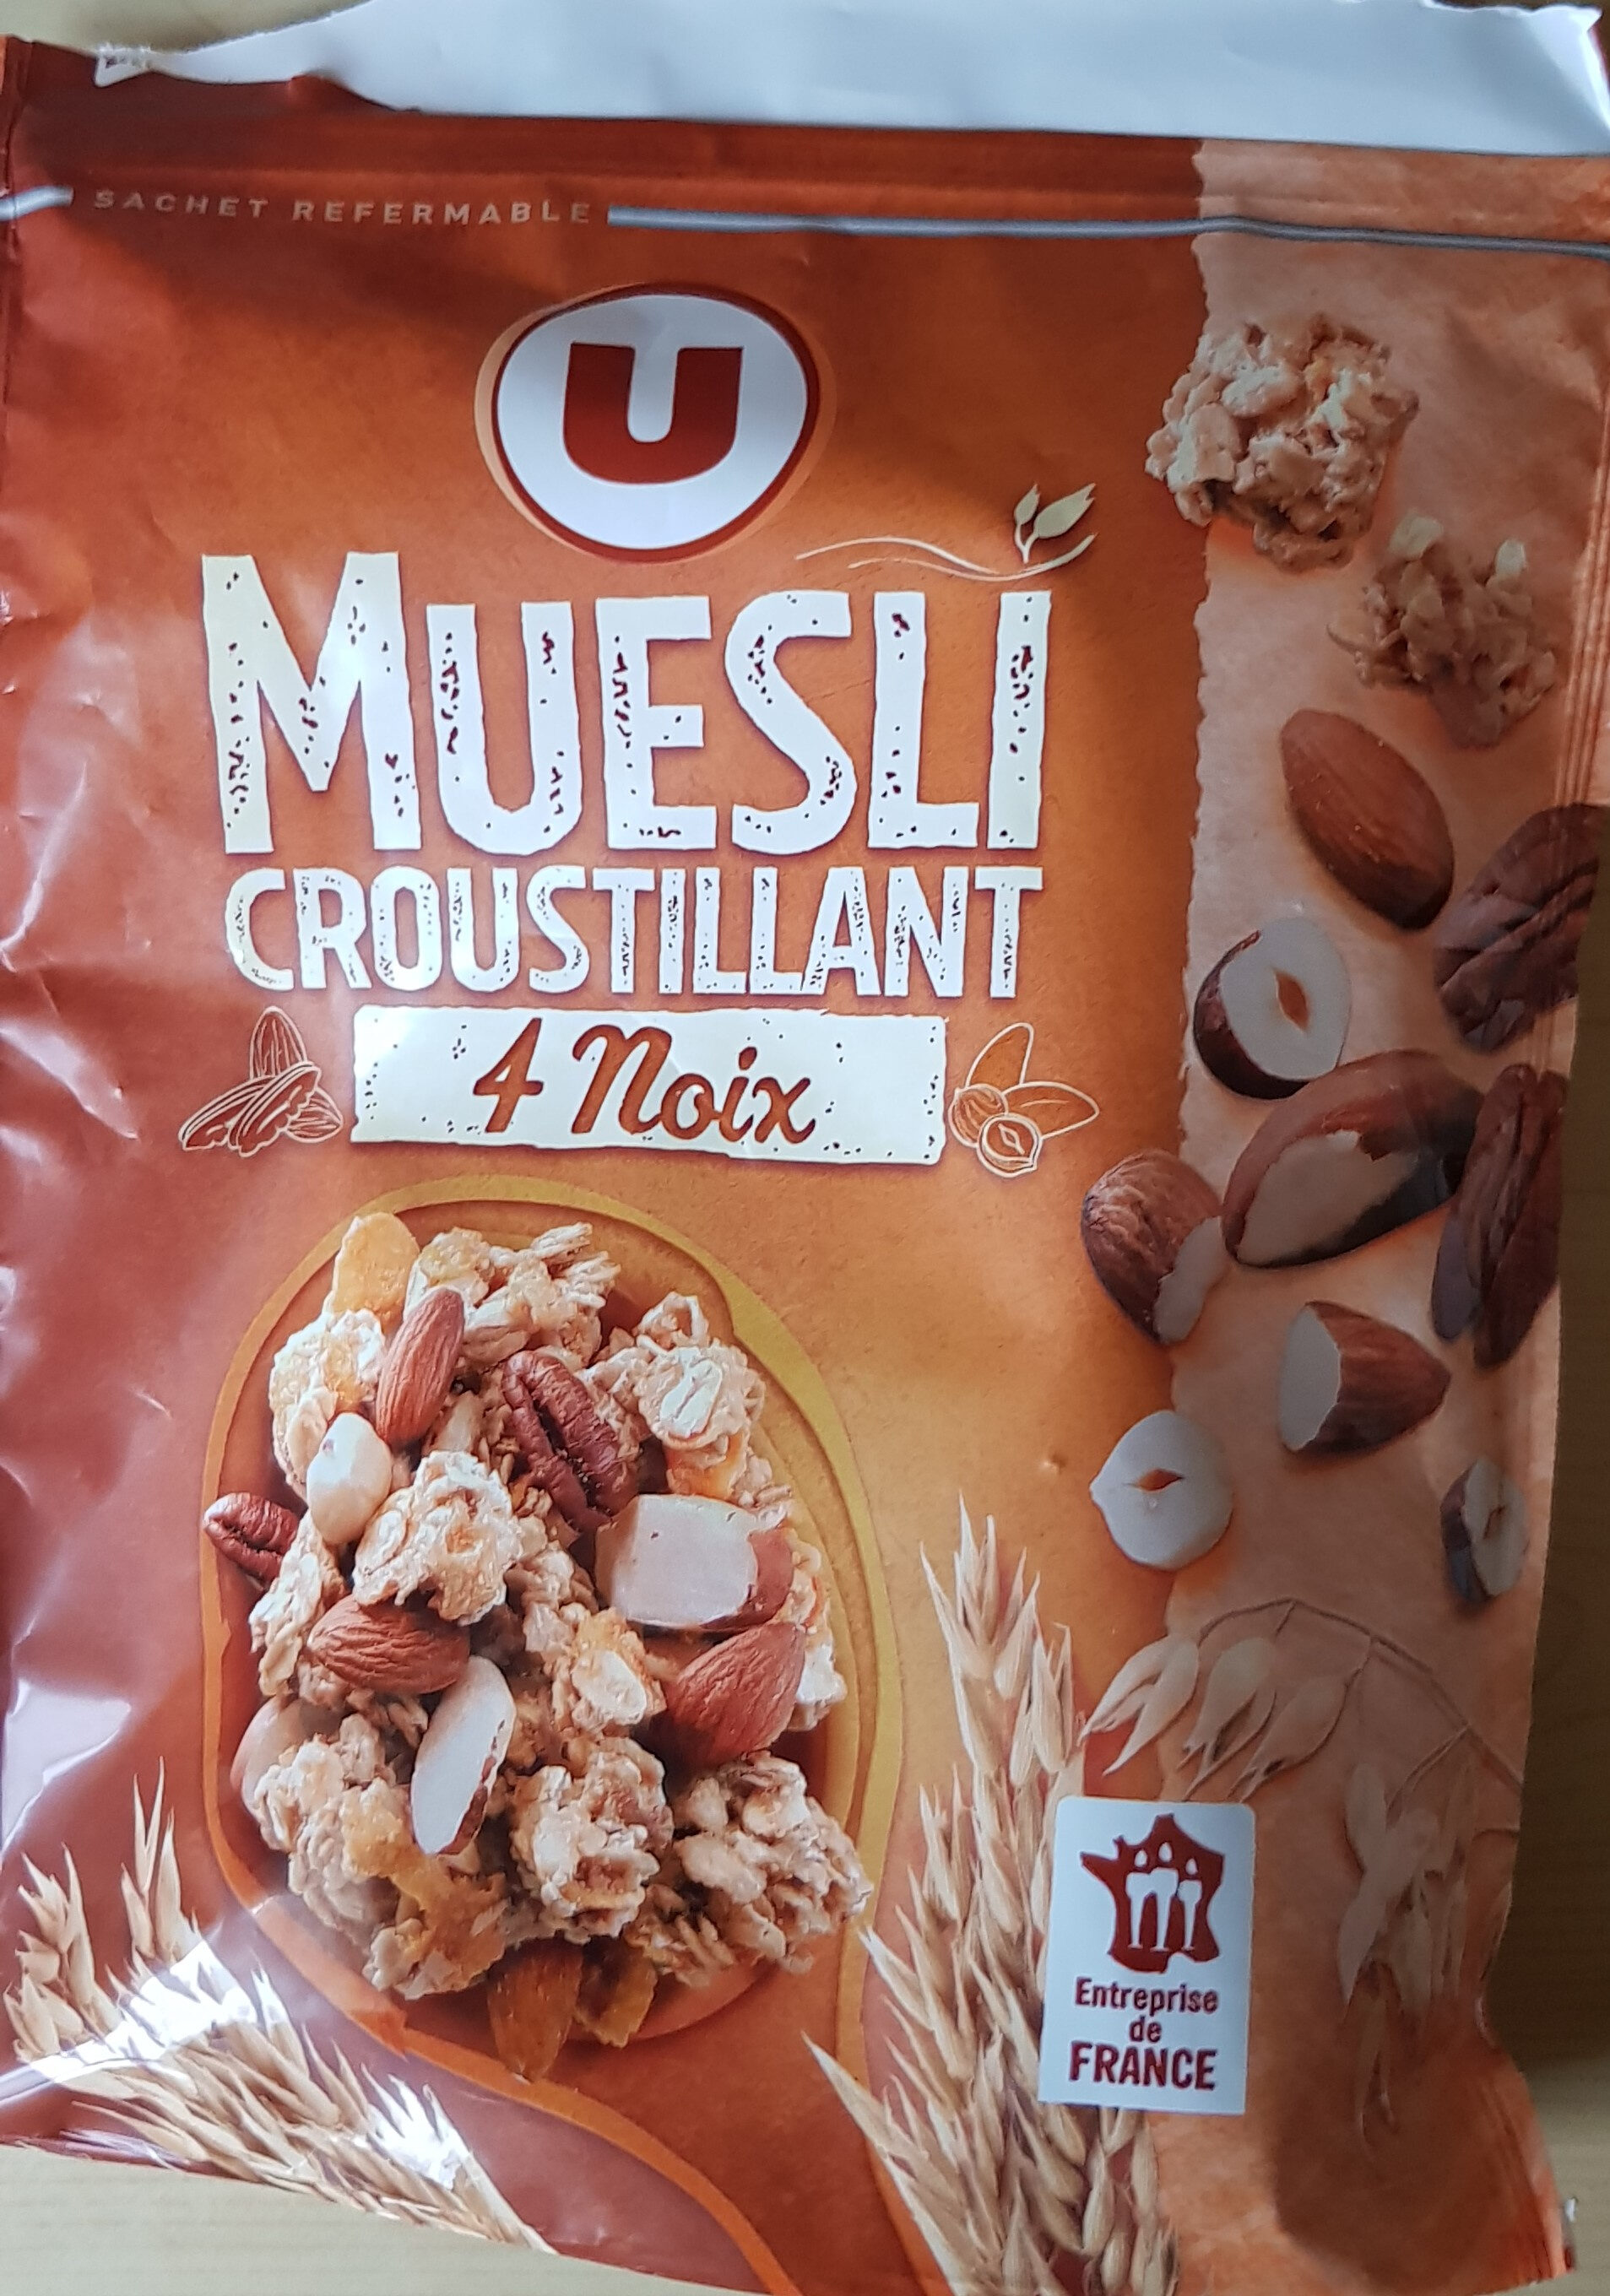 SACHET REFERMABLE
U
MUESLI
CROUSTILLANT
4 Noix
Entreprise
de
FRANCE